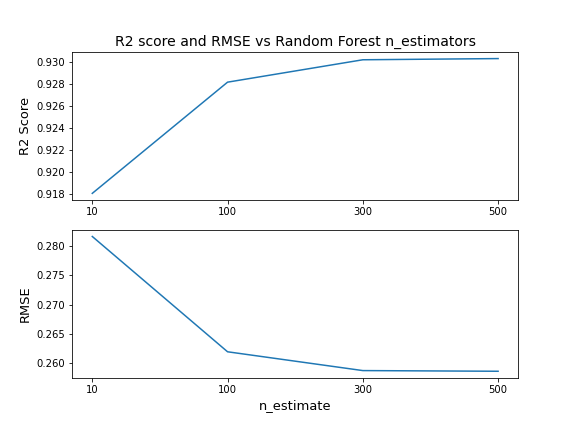 R2 score and RMSE vs Random Forest n_estimators
0.930
0.928
0.926
0.924
0.922
0.920
0.918
R2 Score
10 100 300 500
0.280
0.275
0.270
0.265
0.260
RMSE
10 100 300 500
n_estimate